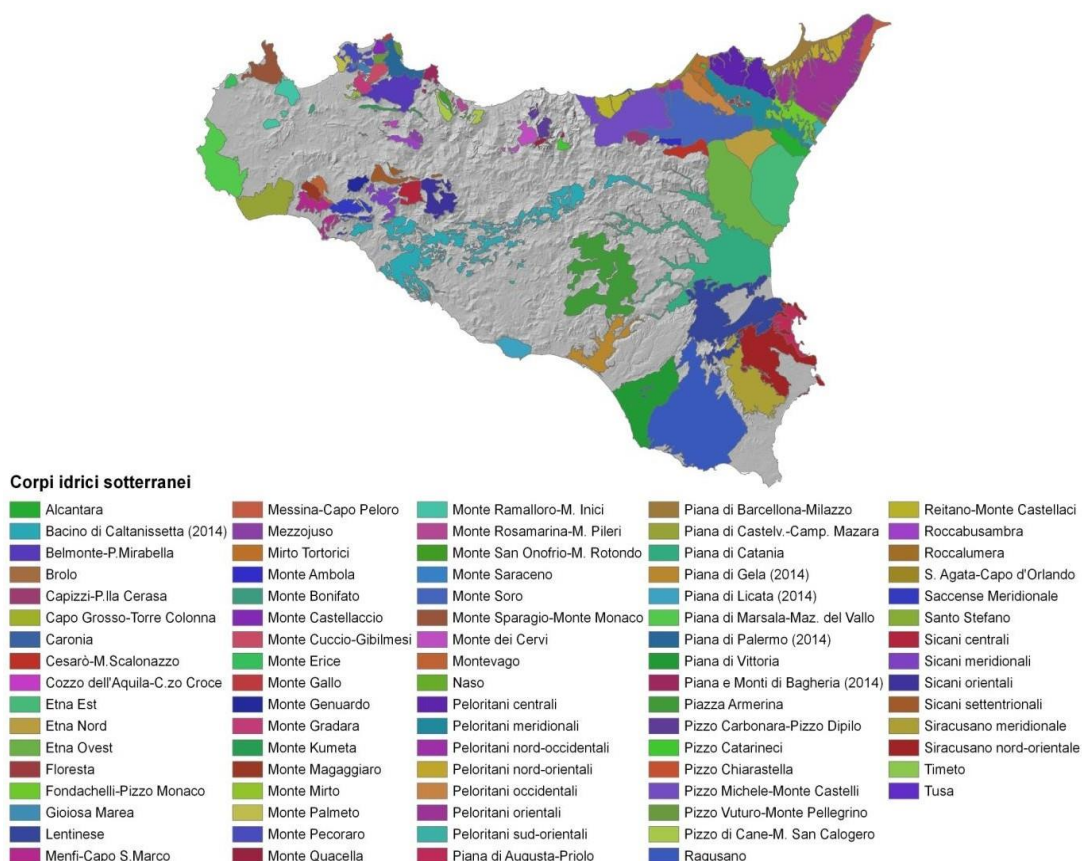 Corpi idrici sotterranei
Alcantara
Bacino di Caltanissetta (2014)
Belmonte-P.Mirabella
Brolo
Capizzi-P.lla Cerasa
Capo Grosso-Torre Colonna
Caronia
Cesarò-M.Scalonazzo
Cozzo dell'Aquila-C.zo Croce
Etna Est
Etna Nord
Etna Ovest
Floresta
Fondachelli-Pizzo Monaco
Gioiosa Marea
Lentinese
Menfi-Capo S.Marco
Messina-Capo Peloro
Mezzojuso
Mirto Tortorici
Monte Ambola
Monte Bonifato
Monte Castellaccio
Monte Cuccio-Gibilmesi
Monte Erice
Monte Gallo
Monte Genuardo
Monte Gradara
Monte Kumeta
Monte Magaggiaro
Monte Mirto
Monte Palmeto
Monte Pecoraro
Monte Quacella
Monte Ramalloro-M. Inici
Monte Rosamarina-M. Pileri
Monte San Onofrio-M. Rotondo
Monte Saraceno
Monte Soro
Monte Sparagio-Monte Monaco
Monte dei Cervi
Montevago
Naso
Peloritani centrali
Peloritani meridionali
Peloritani nord-occidentali
Peloritani nord-orientali
Peloritani occidentali
Peloritani orientali
Peloritani sud-orientali
Piana di Augusta-Priolo
Piana di Barcellona-Milazzo
Piana di Castelv.-Camp. Mazara
Piana di Catania
Piana di Gela (2014)
Piana di Licata (2014)
Piana di Marsala-Maz. del Vallo
Piana di Palermo (2014)
Piana di Vittoria
Piana e Monti di Bagheria (2014)
Piazza Armerina
Pizzo Carbonara-Pizzo Dipilo
Pizzo Catarineci
Pizzo Chiarastella
Pizzo Michele-Monte Castelli
Pizzo Vuturo-Monte Pellegrino
Pizzo di Cane-M. San Calogero
Ragusano
Reitano-Monte Castellaci
Roccabusambra
Roccalumera
S. Agata-Capo d'Orlando
Saccense Meridionale
Santo Stefano
Sicani centrali
Sicani meridionali
Sicani orientali
Sicani settentrionali
Siracusano meridionale
Siracusano nord-orientale
Timeto
Tusa